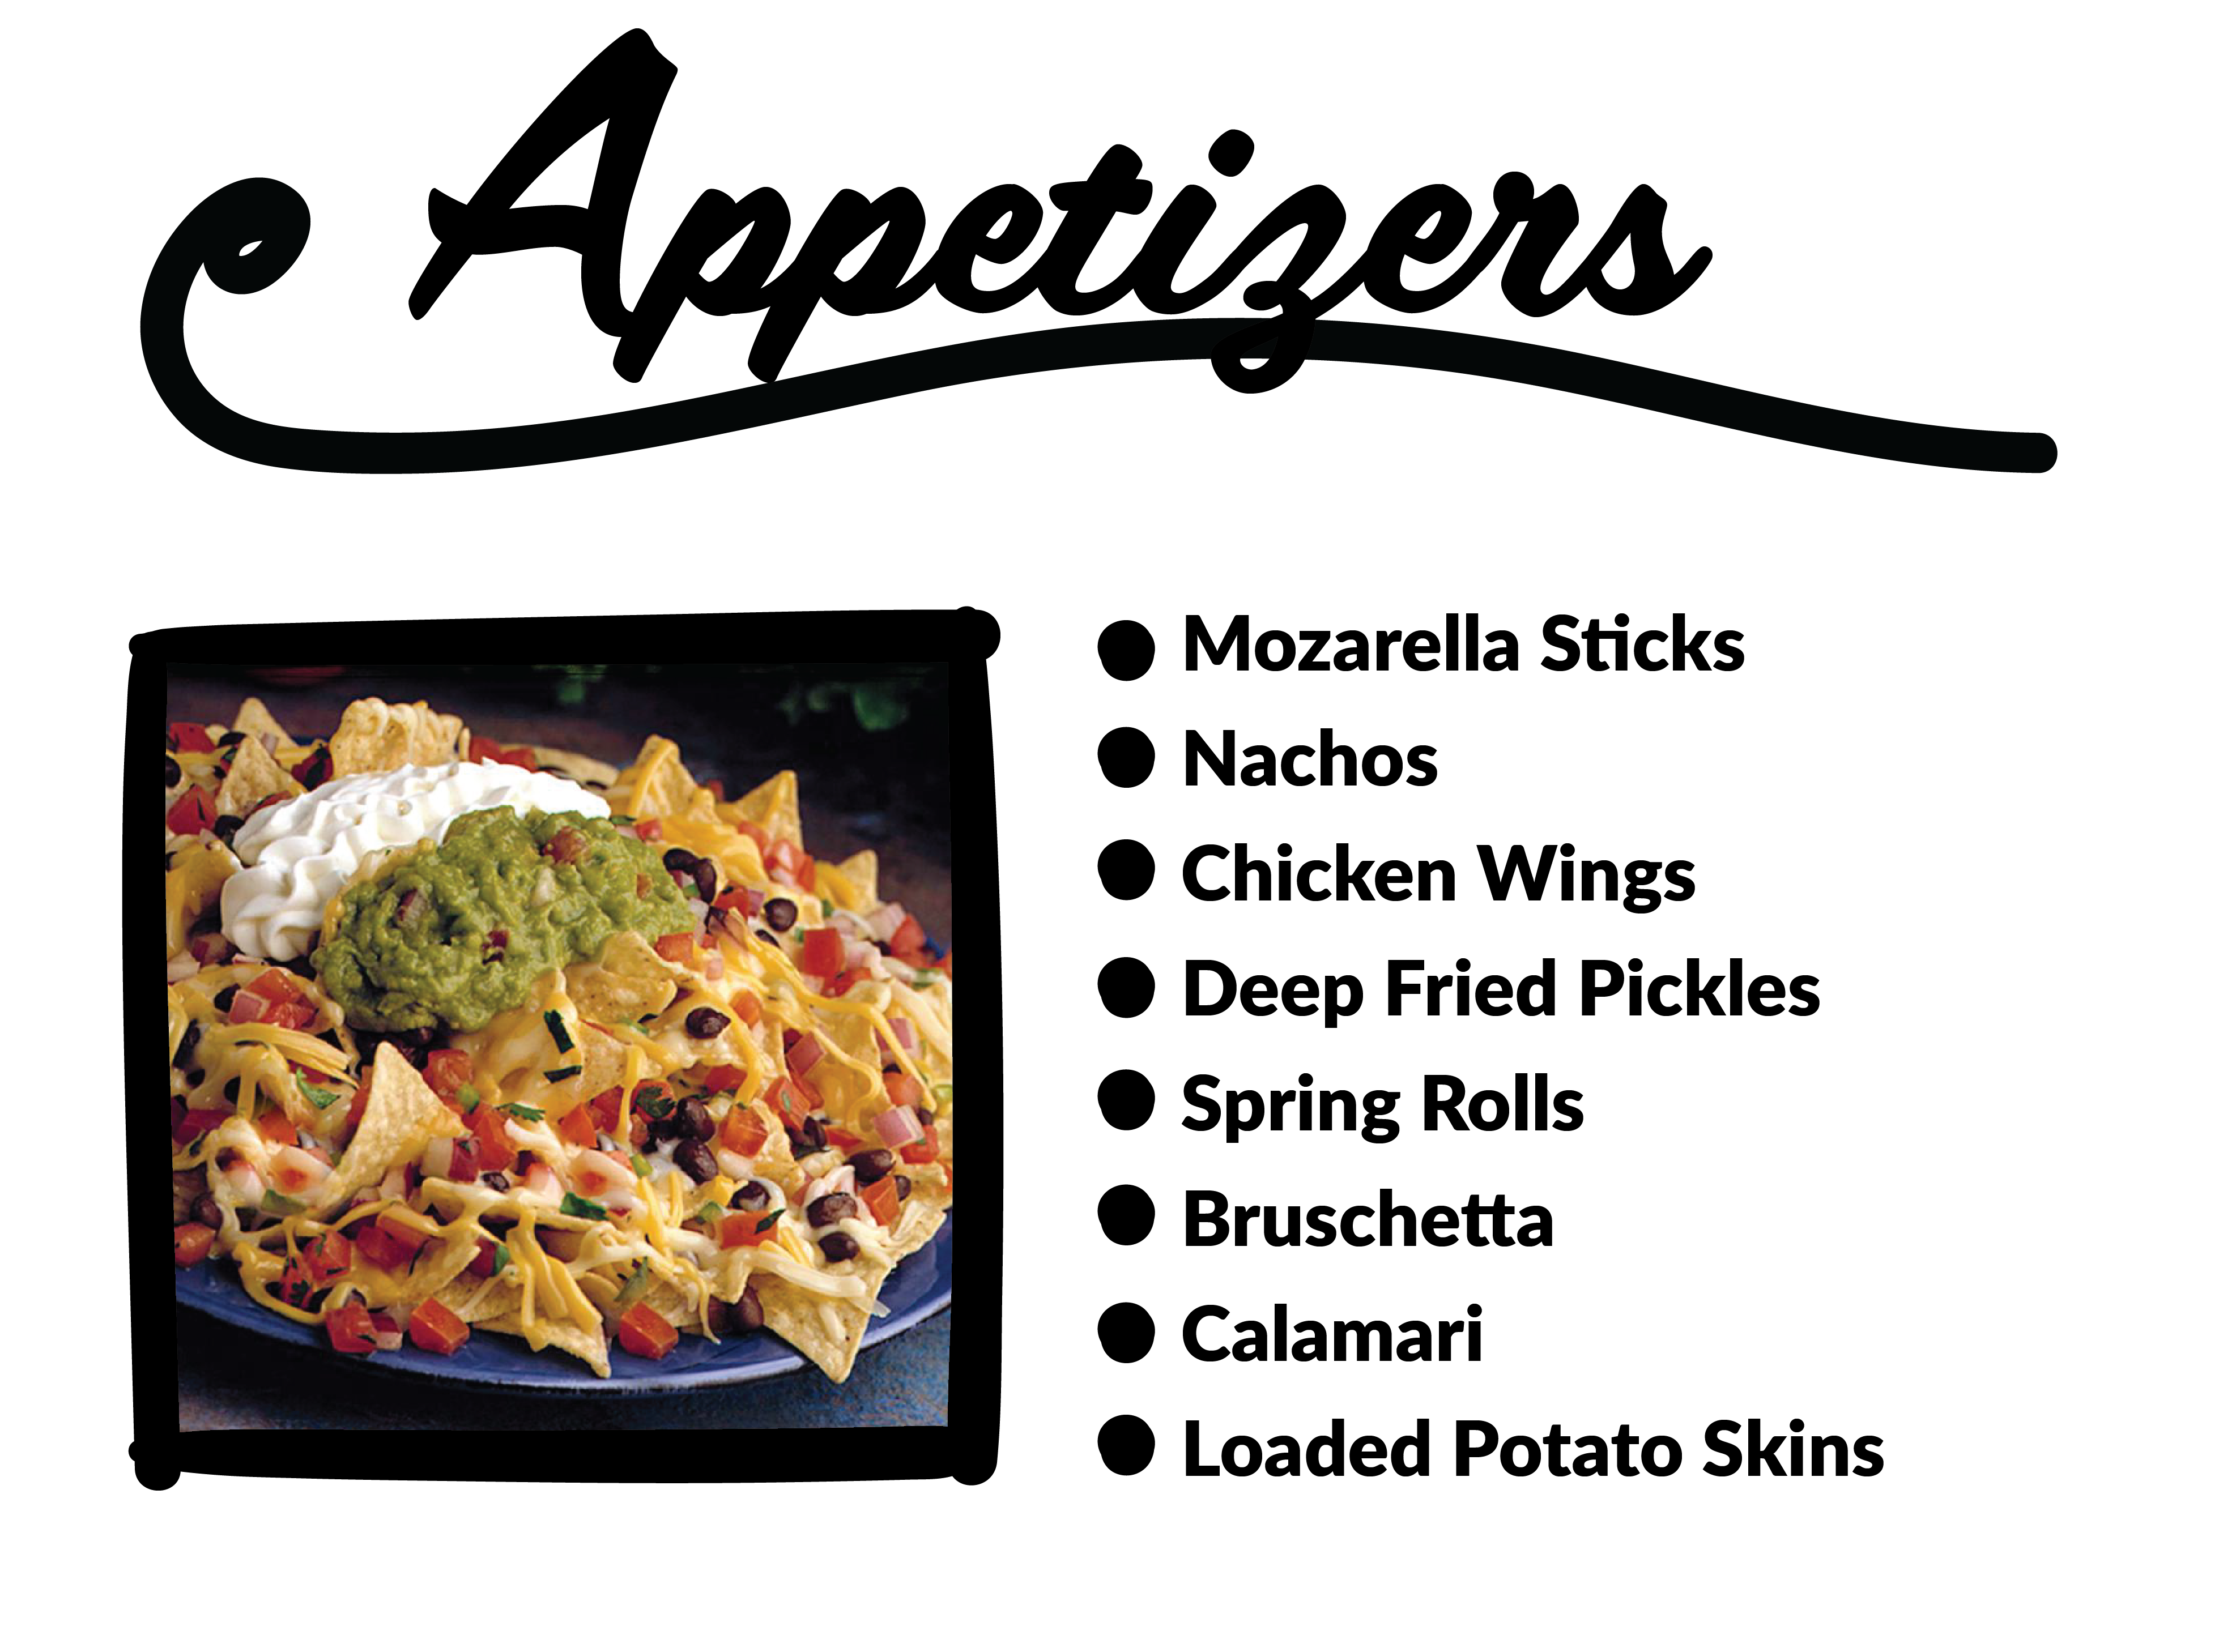 Appetizers
Mozarella Sticks
Nachos
Chicken Wings
Deep Fried Pickles
Spring Rolls
Bruschetta
Calamari
Loaded Potato Skins